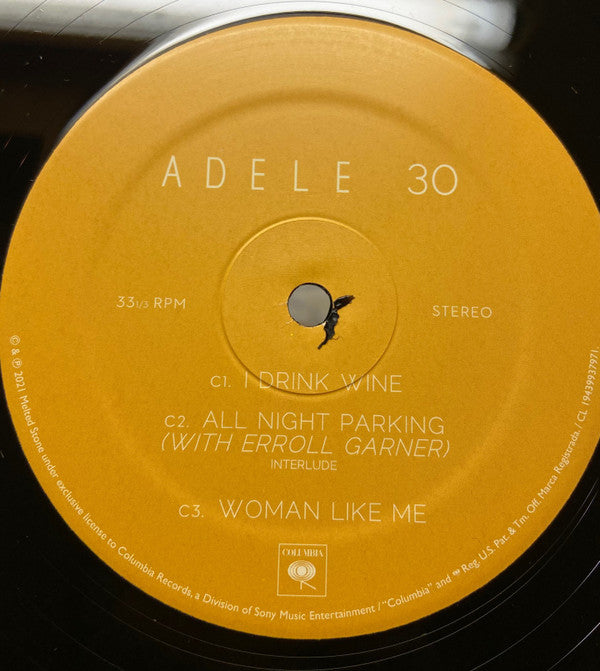 ADELE 30
33 1/3 RPM
STEREO
C1. I DRINK WINE
C2. ALL NIGHT PARKING
(WITH ERROLL GARNER)
INTERLUDE
C3. WOMAN LIKE ME
COLUMBIA
© & ℗ 2021 Melted Stone under exclusive license to Columbia Records, a Division of Sony Music Entertainment / "Columbia" and Reg. U.S. Pat. & Tm. Off. Marca Registrada. / CL 19439937971.